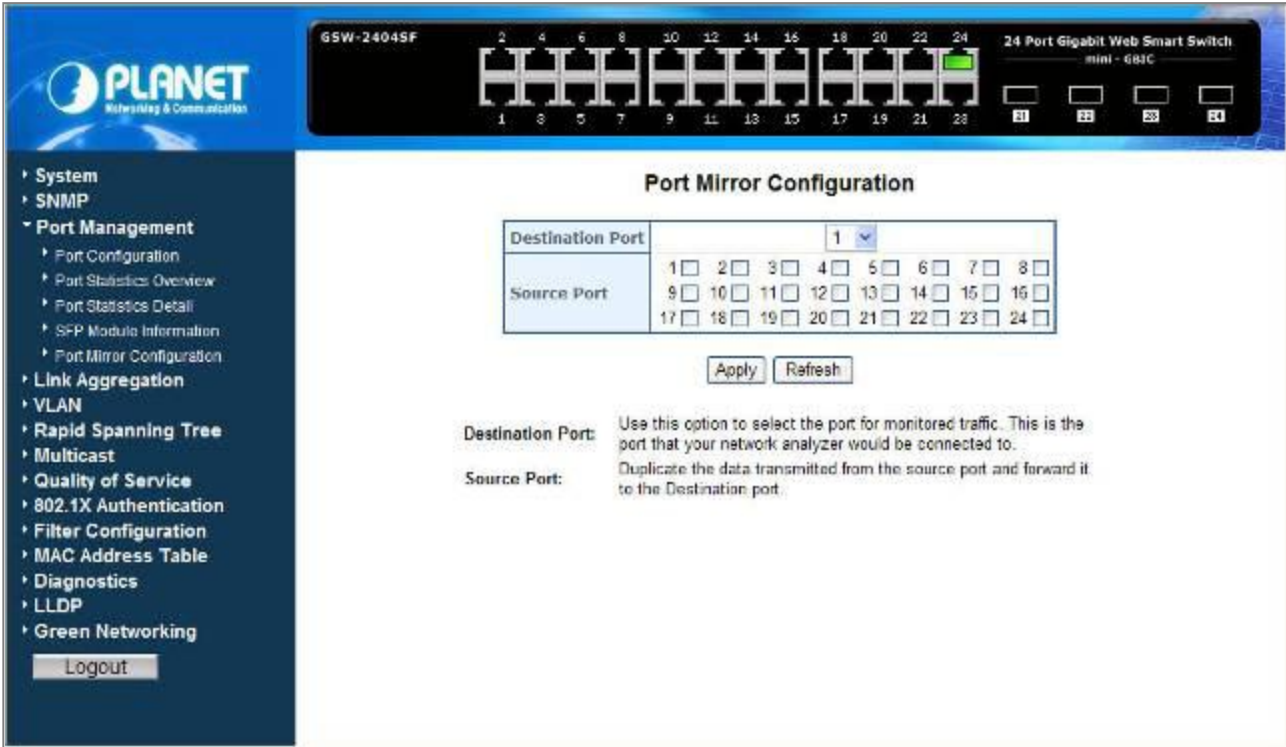 PLANET
Networking & Communication
GSW-2404SF
2 4 6 8 10 12 14 16 18 20 22 24
1 3 5 7 9 11 13 15 17 19 21 23
24 Port Gigabit Web Smart Switch
mini - GBIC
21 22 23 24
System
SNMP
Port Management
Port Configuration
Port Statistics Overview
Port Statistics Detail
SFP Module Information
Port Mirror Configuration
Link Aggregation
VLAN
Rapid Spanning Tree
Multicast
Quality of Service
802.1X Authentication
Filter Configuration
MAC Address Table
Diagnostics
LLDP
Green Networking
Logout
Port Mirror Configuration
Destination Port 1
Source Port
1 2 3 4 5 6 7 8
9 10 11 12 13 14 15 16
17 18 19 20 21 22 23 24
Apply Refresh
Destination Port: Use this option to select the port for monitored traffic. This is the
port that your network analyzer would be connected to.
Source Port: Duplicate the data transmitted from the source port and forward it
to the Destination port.